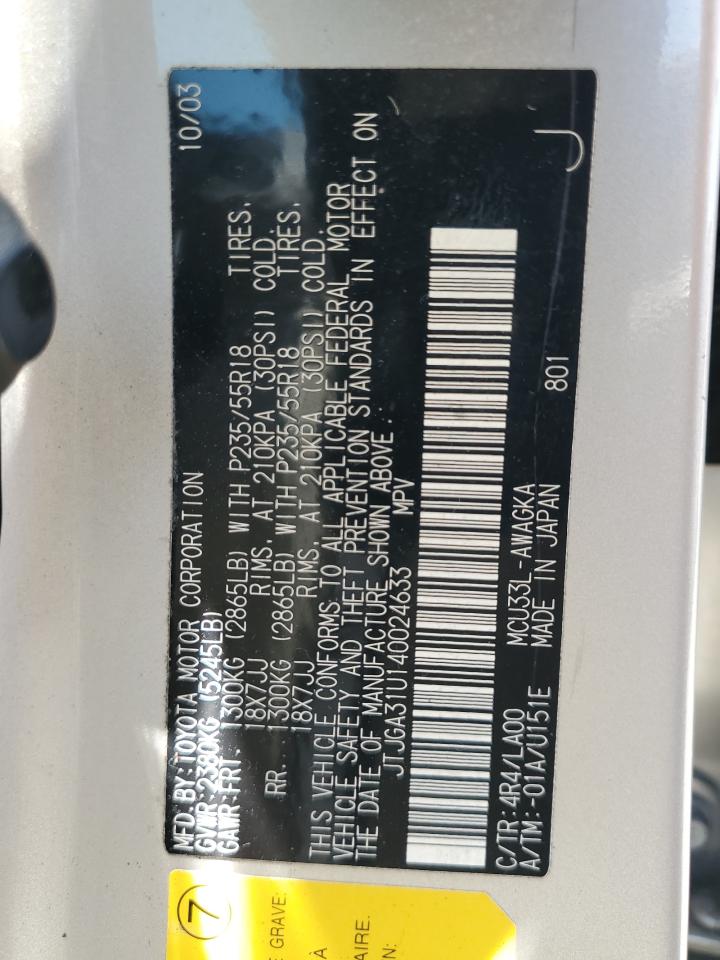 MFD. BY: TOYOTA MOTOR CORPORATION 10/03
GVWR: 2380KG (5245LB)
GAWR: FRT. 1300KG (2865LB) WITH P235/55R18 TIRES,
18X7JJ RIMS, AT 210KPA (30PSI) COLD.
RR. 1300KG (2865LB) WITH P235/55R18 TIRES,
18X7JJ RIMS, AT 210KPA (30PSI) COLD.
THIS VEHICLE CONFORMS TO ALL APPLICABLE FEDERAL MOTOR
VEHICLE SAFETY AND THEFT PREVENTION STANDARDS IN EFFECT ON
THE DATE OF MANUFACTURE SHOWN ABOVE.
JTJGA31U140024633 MPV
C/TR: 4R4/LA00 MCU33L-AWAGKA
A/TM: -01A/U151E MADE IN JAPAN 801
J
7
GRAVE:
À
AIRE.
N: